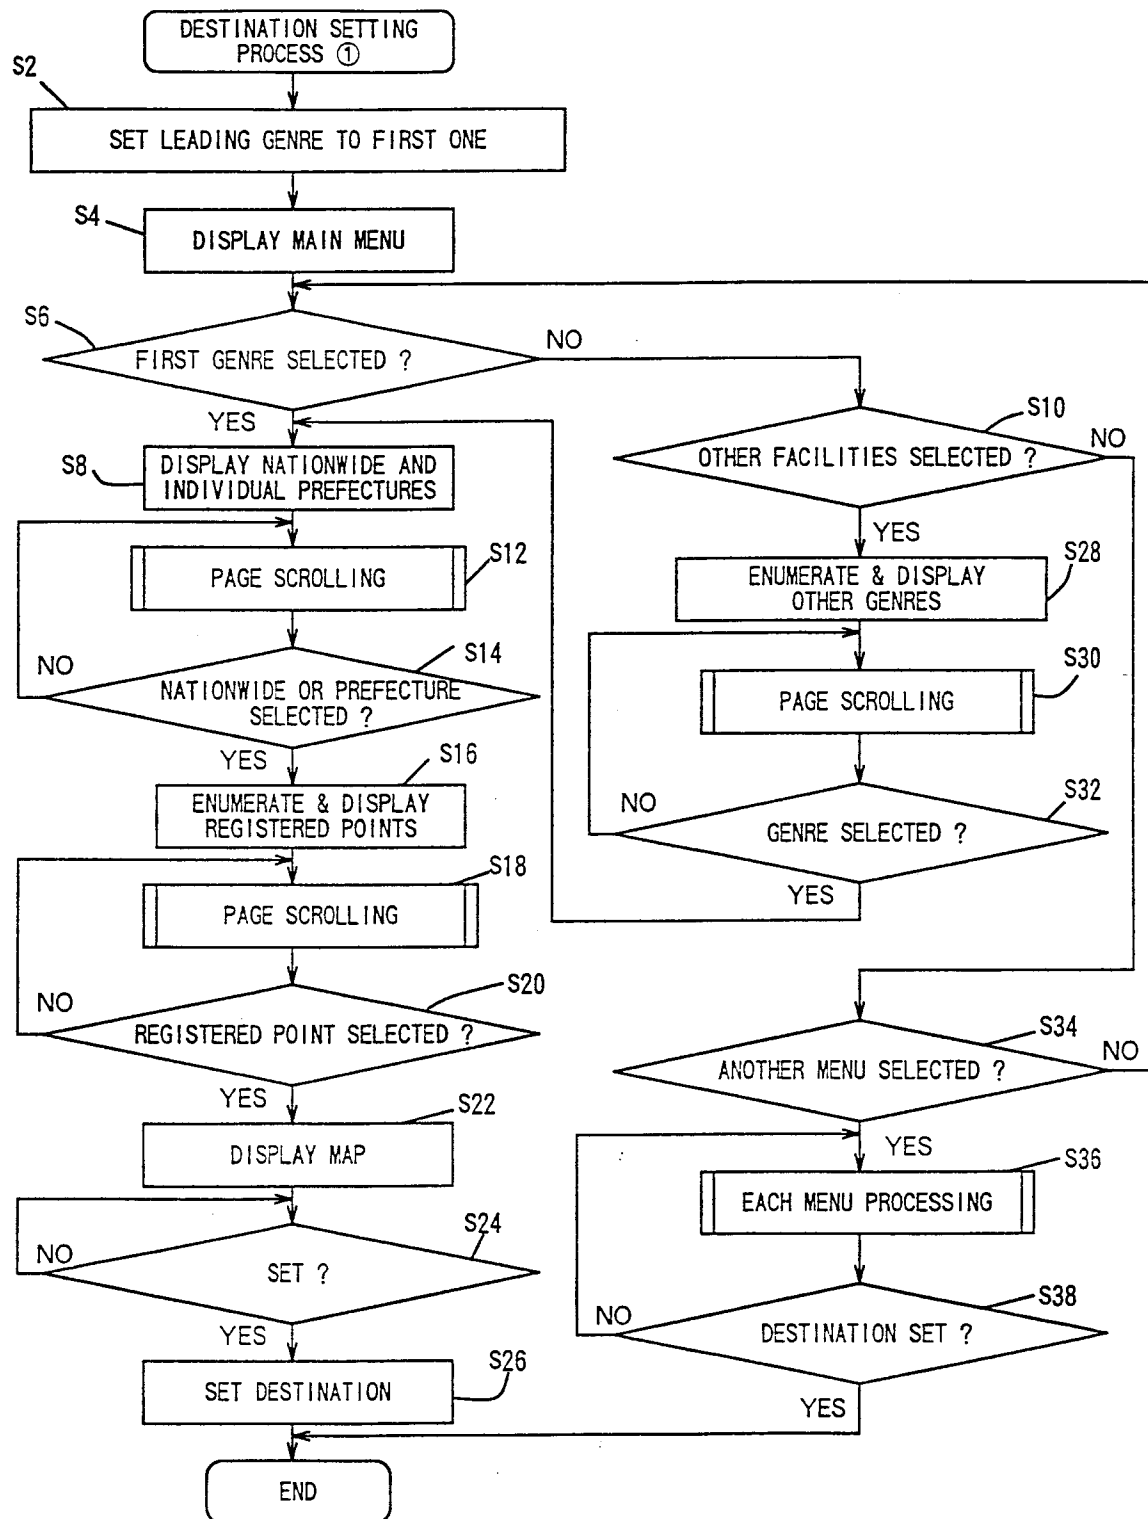 DESTINATION SETTING
PROCESS ①
S2
SET LEADING GENRE TO FIRST ONE
S4
DISPLAY MAIN MENU
S6
FIRST GENRE SELECTED ?
NO
YES
S10
OTHER FACILITIES SELECTED ?
NO
YES
S8
DISPLAY NATIONWIDE AND
INDIVIDUAL PREFECTURES
S12
PAGE SCROLLING
S14
NO
NATIONWIDE OR PREFECTURE
SELECTED ?
YES
S16
ENUMERATE & DISPLAY
REGISTERED POINTS
S18
PAGE SCROLLING
S20
NO
REGISTERED POINT SELECTED ?
YES
S22
DISPLAY MAP
S24
NO
SET ?
YES
S26
SET DESTINATION
END
S28
ENUMERATE & DISPLAY
OTHER GENRES
S30
PAGE SCROLLING
S32
NO
GENRE SELECTED ?
YES
S34
ANOTHER MENU SELECTED ?
NO
YES
S36
EACH MENU PROCESSING
S38
NO
DESTINATION SET ?
YES